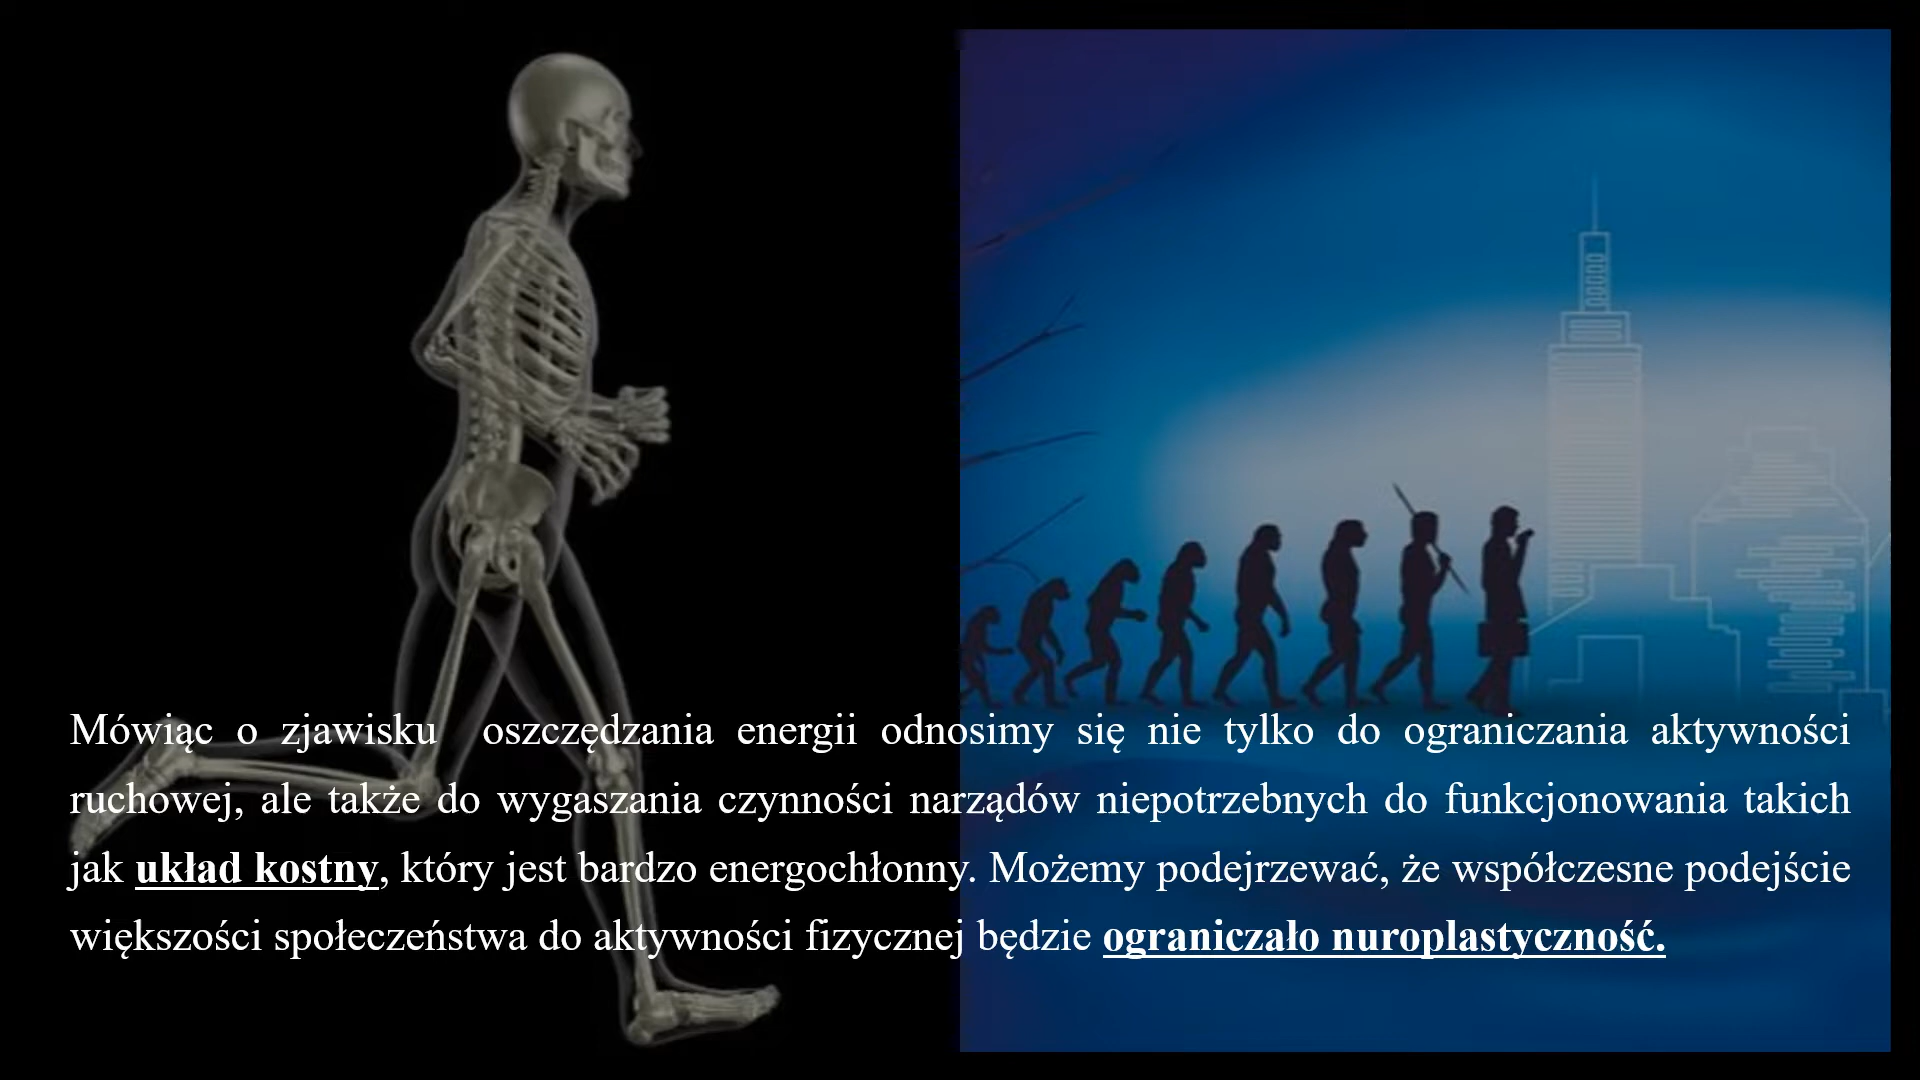 Mówiąc o zjawisku oszczędzania energii odnosimy się nie tylko do ograniczania aktywności
ruchowej, ale także do wygaszania czynności narządów niepotrzebnych do funkcjonowania takich
jak układ kostny, który jest bardzo energochłonny. Możemy podejrzewać, że współczesne podejście
większości społeczeństwa do aktywności fizycznej będzie ograniczało nuroplastyczność.